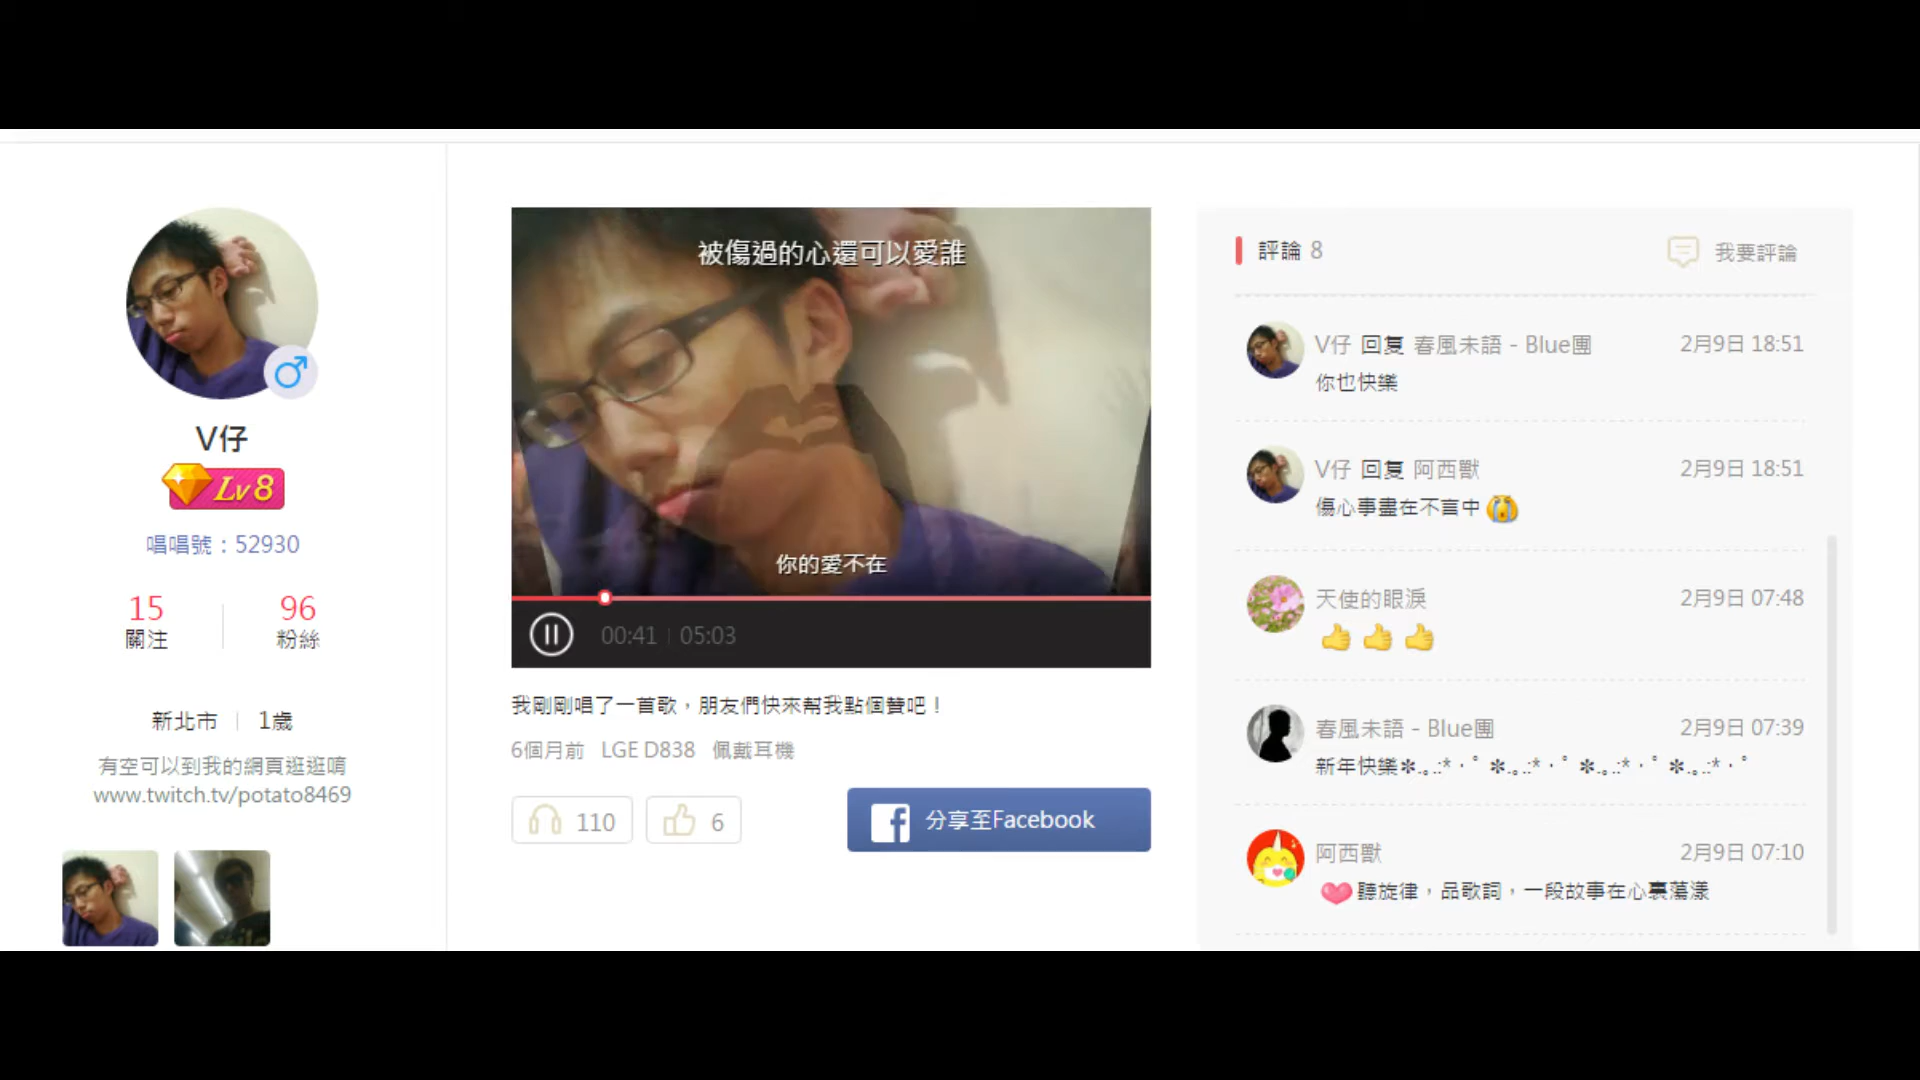 V仔
Lv 8
唱唱號：52930
15
96
關注
粉絲
新北市 | 1歲
有空可以到我的網頁逛逛唷
www.twitch.tv/potato8469
被傷過的心還可以愛誰
你的愛不在
00:41 | 05:03
我剛剛唱了一首歌，朋友們快來幫我點個贊吧！
6個月前 LGE D838 佩戴耳機
110
6
分享至Facebook
評論 8
我要評論
V仔 回复 春風未語 - Blue團 2月9日 18:51
你也快樂
V仔 回复 阿西獸 2月9日 18:51
傷心事盡在不言中
天使的眼淚 2月9日 07:48
春風未語 - Blue團 2月9日 07:39
新年快樂✻.｡.:*・ﾟ ✻.｡.:*・ﾟ ✻.｡.:*・ﾟ ✻.｡.:*・ﾟ
阿西獸 2月9日 07:10
聽旋律，品歌詞，一段故事在心裏蕩漾